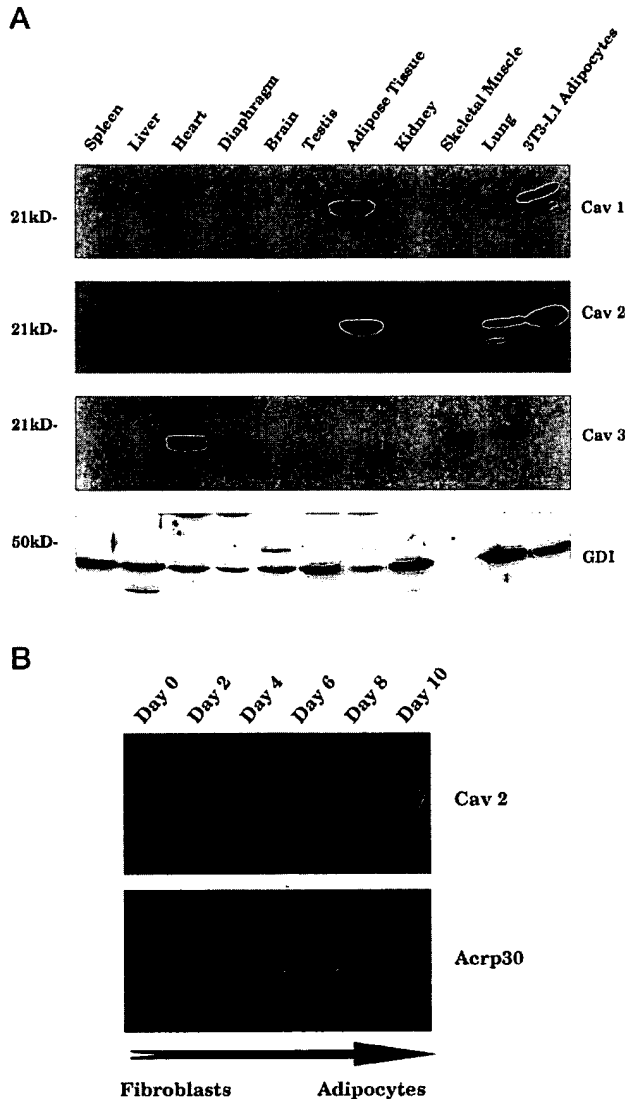 A
Spleen
Liver
Heart
Diaphragm
Brain
Testis
Adipose Tissue
Kidney
Skeletal Muscle
Lung
3T3-L1 Adipocytes
21kD-
Cav 1
21kD-
Cav 2
21kD-
Cav 3
50kD-
GDI
B
Day 0
Day 2
Day 4
Day 6
Day 8
Day 10
Cav 2
Acrp30
Fibroblasts
Adipocytes